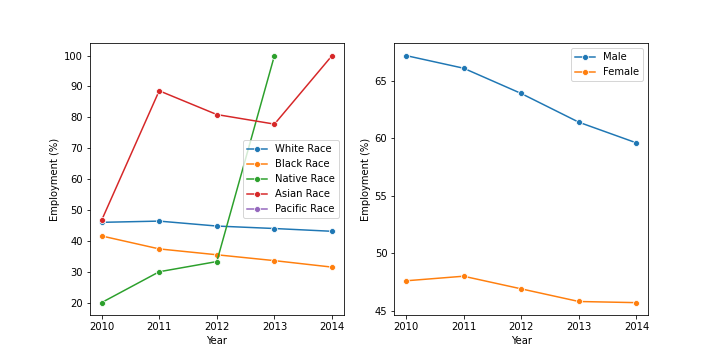 100
90
80
70
60
50
40
30
20
Employment (%)
White Race
Black Race
Native Race
Asian Race
Pacific Race
2010 2011 2012 2013 2014
Year
65
60
55
50
45
Employment (%)
Male
Female
2010 2011 2012 2013 2014
Year